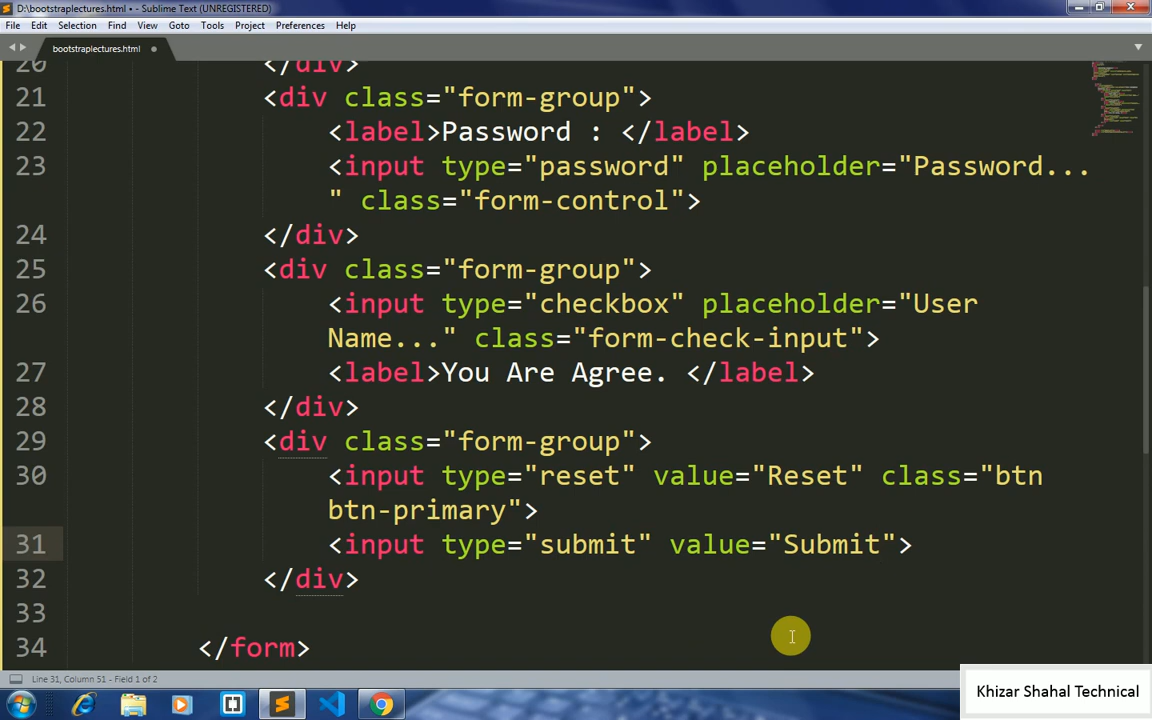 D:\bootstraplectures.html • - Sublime Text (UNREGISTERED)
File Edit Selection Find View Goto Tools Project Preferences Help
bootstraplectures.html
20 </div>
21 <div class="form-group">
22 <label>Password : </label>
23 <input type="password" placeholder="Password...
" class="form-control">
24 </div>
25 <div class="form-group">
26 <input type="checkbox" placeholder="User
Name..." class="form-check-input">
27 <label>You Are Agree. </label>
28 </div>
29 <div class="form-group">
30 <input type="reset" value="Reset" class="btn
btn-primary">
31 <input type="submit" value="Submit">
32 </div>
33
34 </form>
Line 31, Column 51 - Field 1 of 2
Khizar Shahal Technical